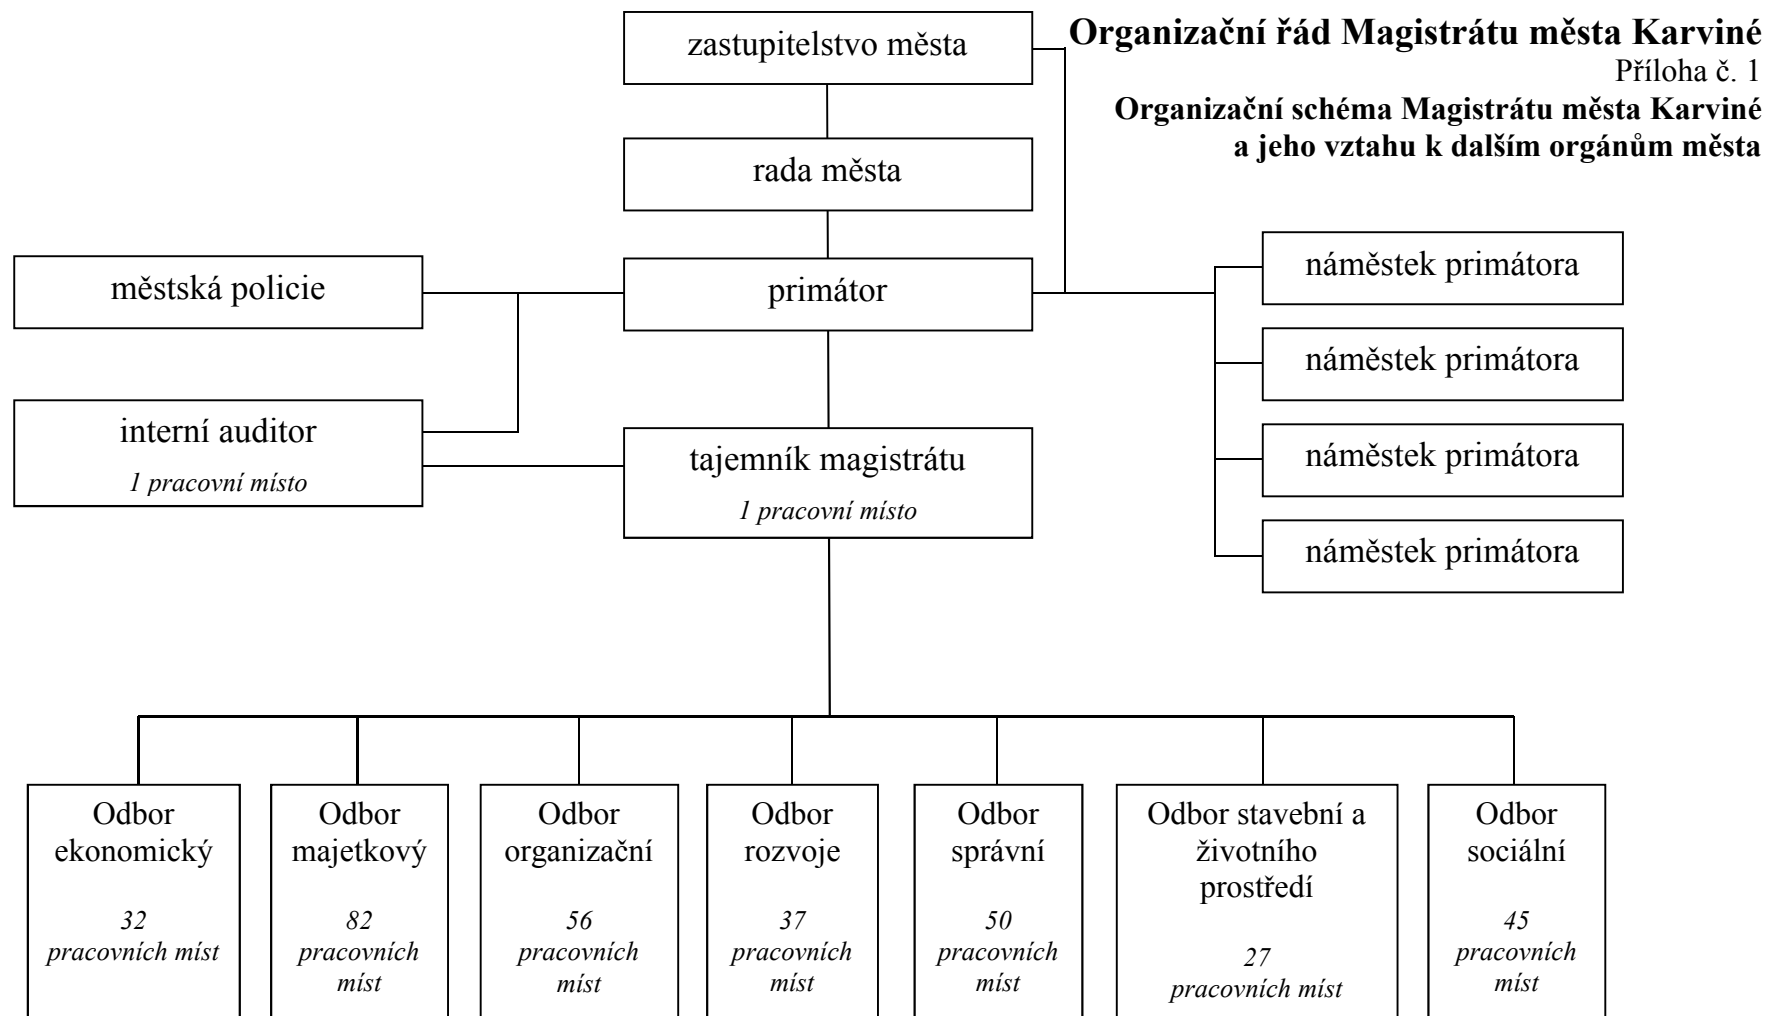 Organizační řád Magistrátu města Karviné
Příloha č. 1
Organizační schéma Magistrátu města Karviné
a jeho vztahu k dalším orgánům města
zastupitelstvo města
rada města
městská policie
primátor
náměstek primátora
náměstek primátora
náměstek primátora
náměstek primátora
interní auditor
1 pracovní místo
tajemník magistrátu
1 pracovní místo
Odbor
ekonomický
32
pracovních míst
Odbor
majetkový
82
pracovních
míst
Odbor
organizační
56
pracovních
míst
Odbor
rozvoje
37
pracovních
míst
Odbor
správní
50
pracovních
míst
Odbor stavební a
životního
prostředí
27
pracovních míst
Odbor
sociální
45
pracovních
míst